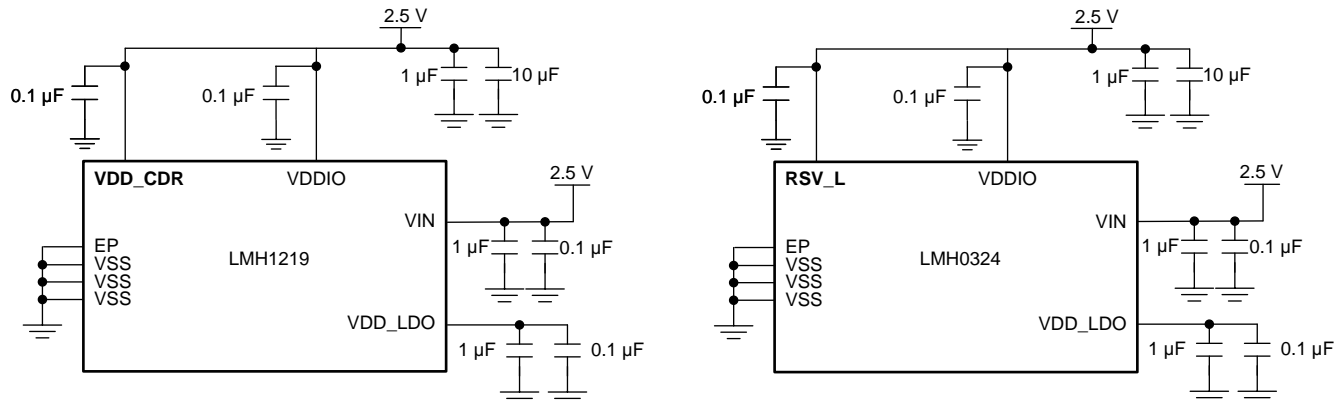 2.5 V
1 µF
10 µF
0.1 µF
0.1 µF
VDD_CDR
VDDIO
2.5 V
VIN
EP
VSS
VSS
VSS
LMH1219
1 µF
0.1 µF
VDD_LDO
1 µF
0.1 µF
2.5 V
1 µF
10 µF
0.1 µF
0.1 µF
RSV_L
VDDIO
2.5 V
VIN
EP
VSS
VSS
VSS
LMH0324
1 µF
0.1 µF
VDD_LDO
1 µF
0.1 µF